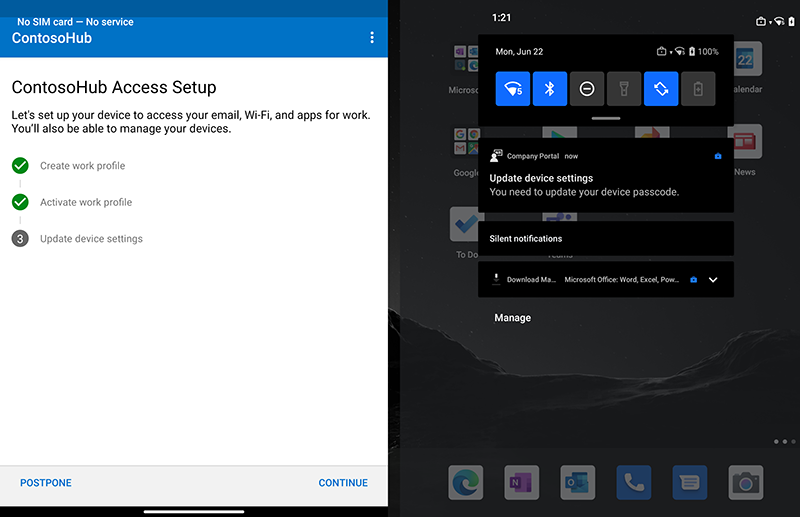 No SIM card — No service
ContosoHub
ContosoHub Access Setup
Let's set up your device to access your email, Wi-Fi, and apps for work.
You'll also be able to manage your devices.
Create work profile
Activate work profile
3 Update device settings
POSTPONE CONTINUE
1:21
Mon, Jun 22 100%
5
Company Portal now
Update device settings
You need to update your device passcode.
Silent notifications
Download Ma... Microsoft Office: Word, Excel, Pow...
Manage
Microso
22
alendar
Google
News
To Do
Teams